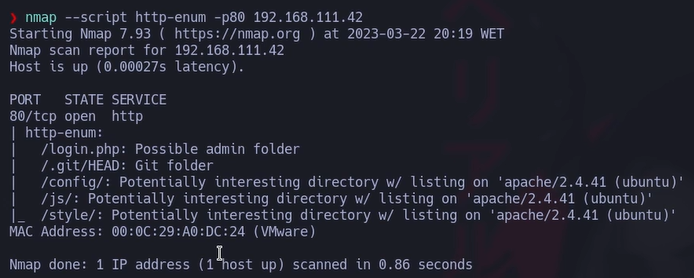 ❯ nmap --script http-enum -p80 192.168.111.42
Starting Nmap 7.93 ( https://nmap.org ) at 2023-03-22 20:19 WET
Nmap scan report for 192.168.111.42
Host is up (0.00027s latency).
PORT   STATE SERVICE
80/tcp open  http
| http-enum:
|   /login.php: Possible admin folder
|   /.git/HEAD: Git folder
|   /config/: Potentially interesting directory w/ listing on 'apache/2.4.41 (ubuntu)'
|   /js/: Potentially interesting directory w/ listing on 'apache/2.4.41 (ubuntu)'
|_  /style/: Potentially interesting directory w/ listing on 'apache/2.4.41 (ubuntu)'
MAC Address: 00:0C:29:A0:DC:24 (VMware)
Nmap done: 1 IP address (1 host up) scanned in 0.86 seconds